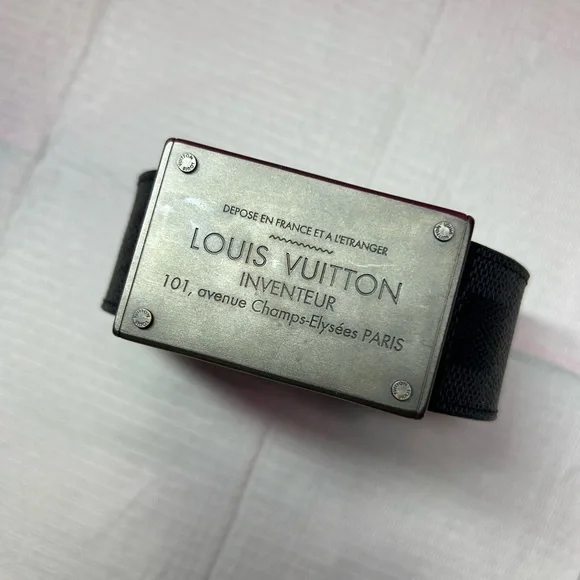 DEPOSE EN FRANCE ET A L'ETRANGER
LOUIS VUITTON
INVENTEUR
101, avenue Champs-Elysées PARIS